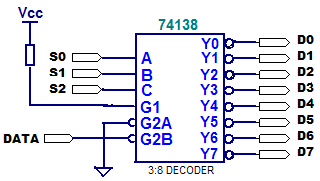 Vcc
74138
S0 A Y0 D0
S1 B Y1 D1
S2 C Y2 D2
Y3 D3
G1 Y4 D4
G2A Y5 D5
DATA G2B Y6 D6
Y7 D7
3:8 DECODER